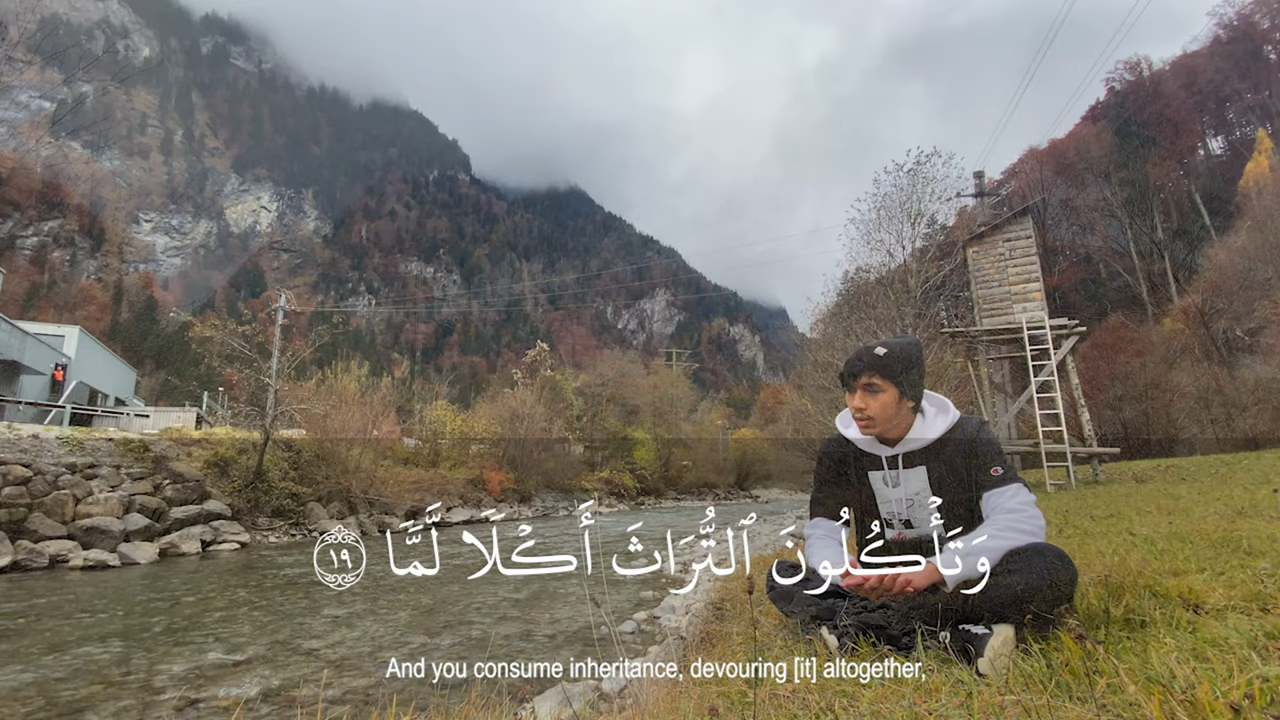 وَتَأۡكُلُونَ ٱلتُّرَاثَ أَكۡلٗا لَّمّٗا ١٩
And you consume inheritance, devouring [it] altogether,